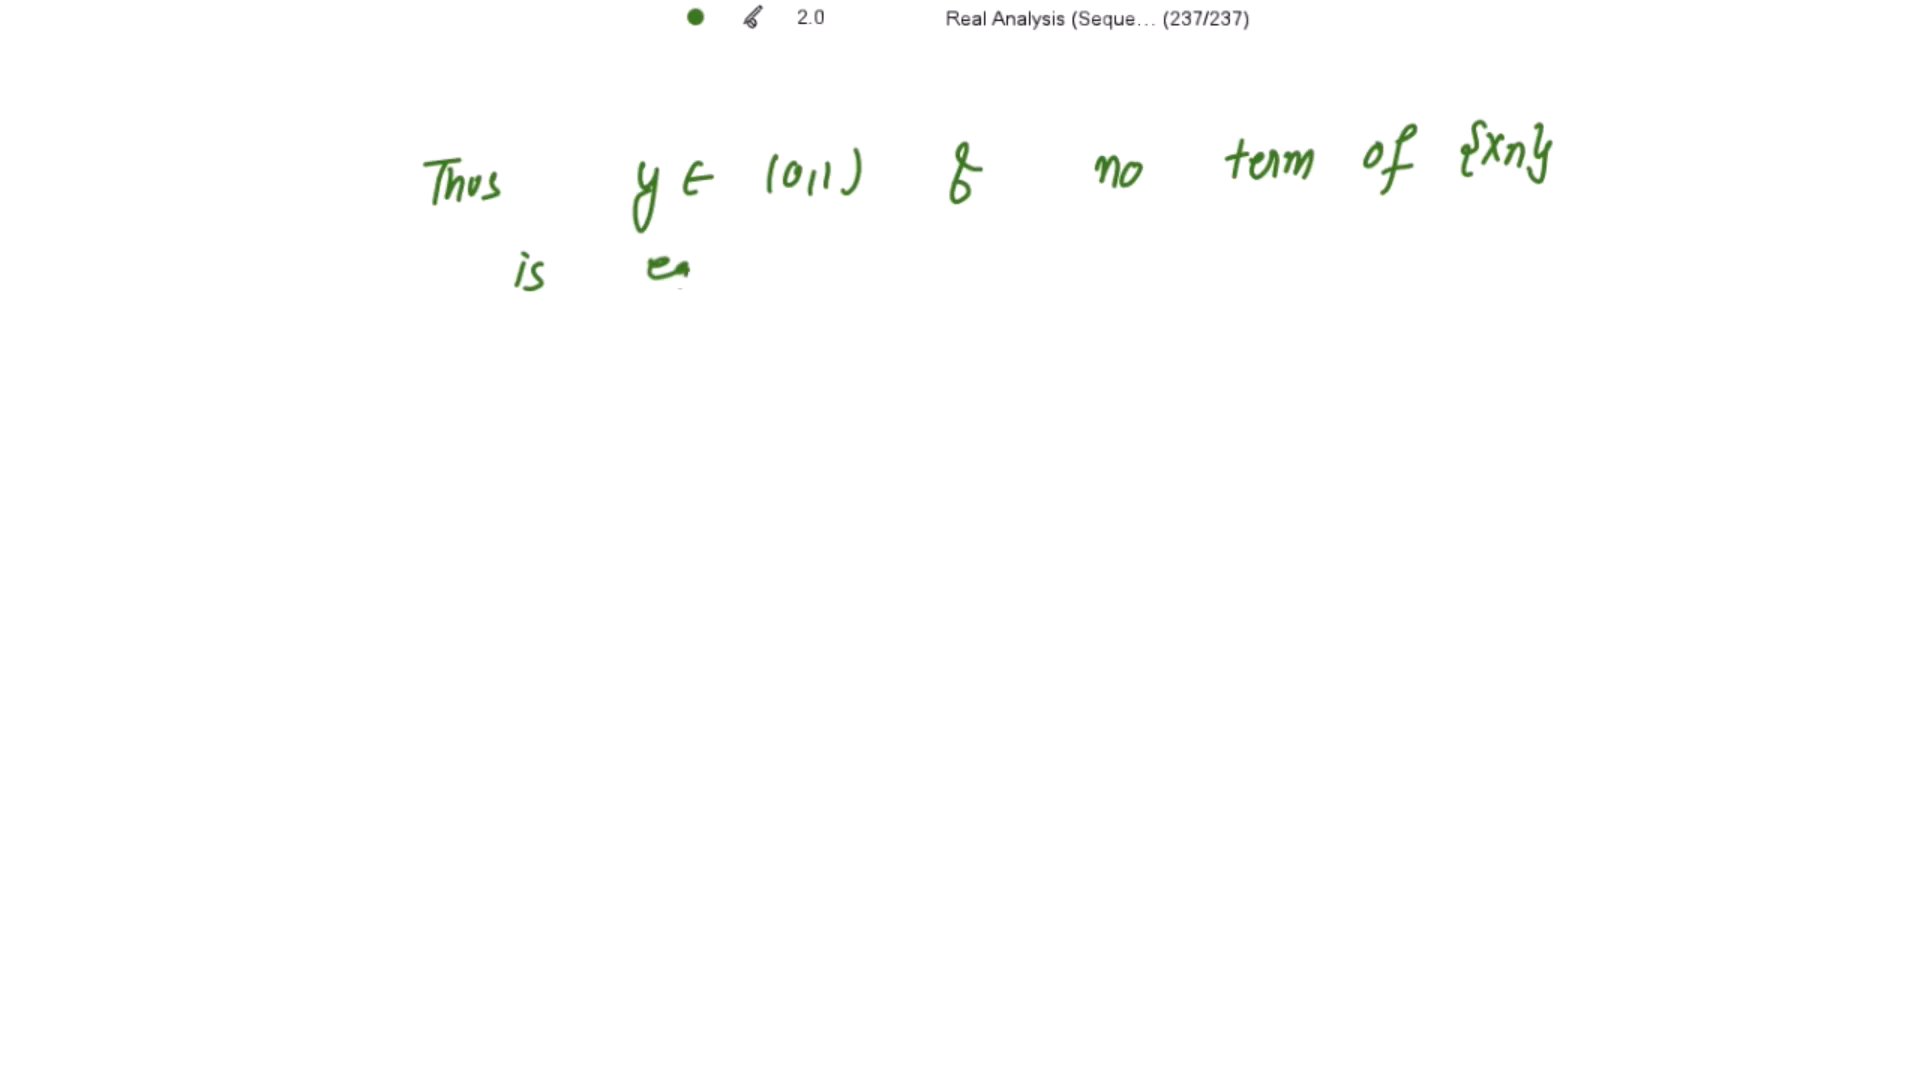 2.0 Real Analysis (Seque... (237/237)
Thus y ∈ (0,1) & no term of {xn}
is